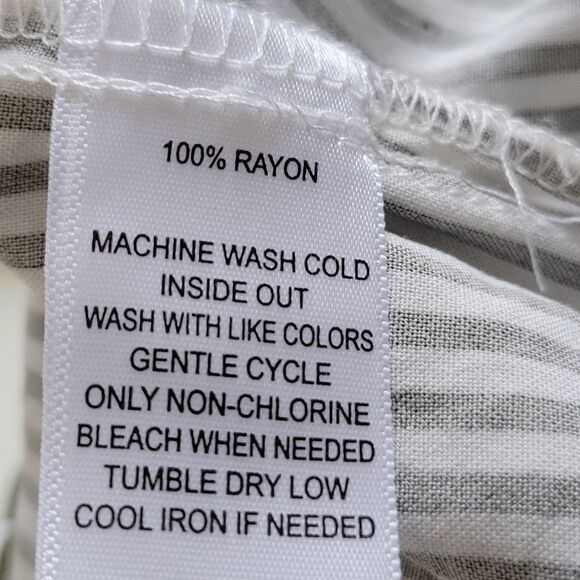 100% RAYON
MACHINE WASH COLD
INSIDE OUT
WASH WITH LIKE COLORS
GENTLE CYCLE
ONLY NON-CHLORINE
BLEACH WHEN NEEDED
TUMBLE DRY LOW
COOL IRON IF NEEDED